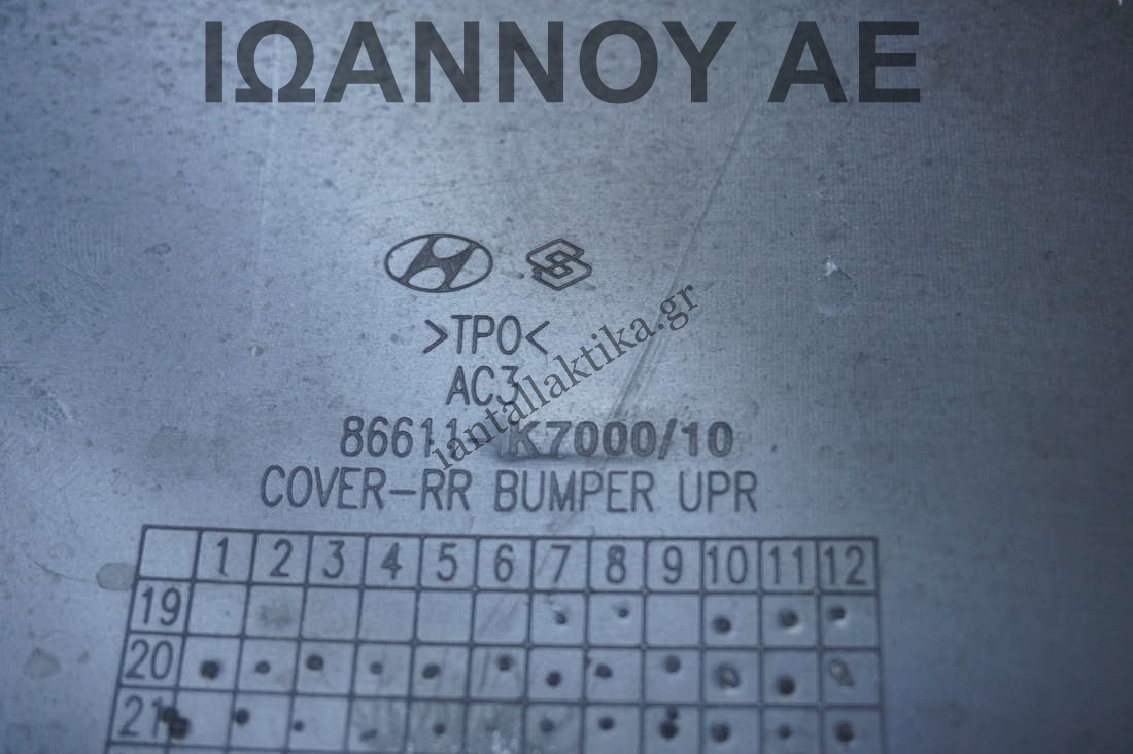 ΙΩΑΝΝΟΥ ΑΕ
>TPO<
AC3
86611-K7000/10
COVER-RR BUMPER UPR
iantallaktika.gr
1 2 3 4 5 6 7 8 9 10 11 12
19
20
21